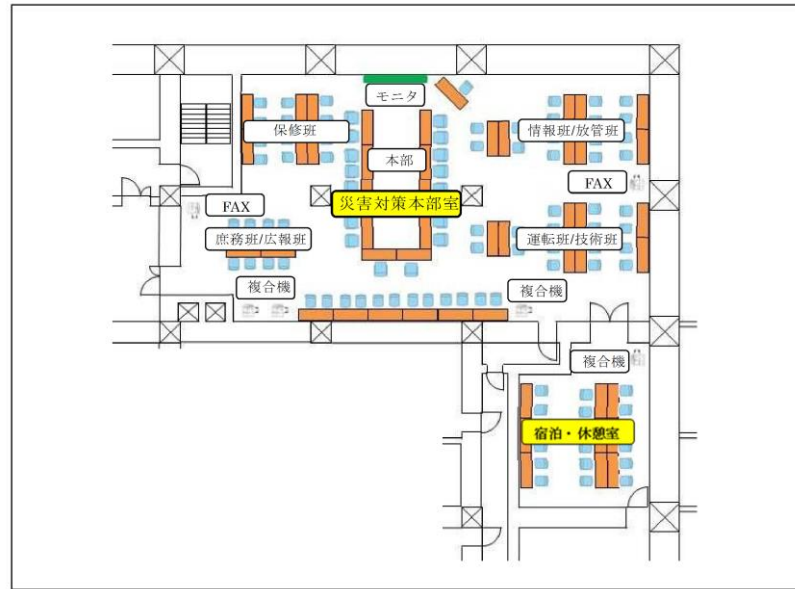 モニタ
保修班
情報班/放管班
本部
FAX
災害対策本部室
FAX
庶務班/広報班
運転班/技術班
複合機
複合機
複合機
宿泊・休憩室